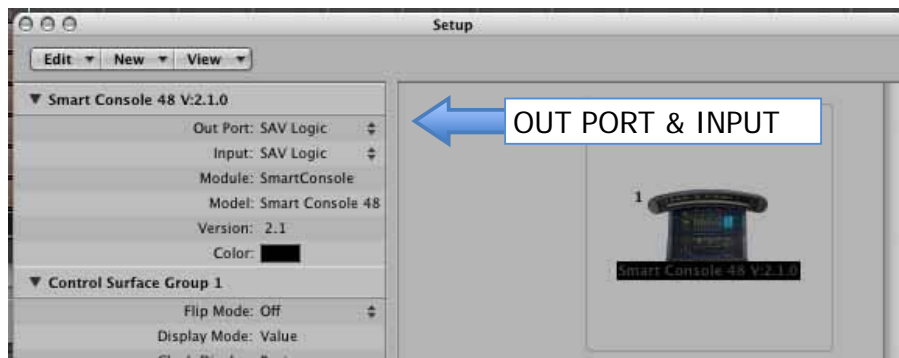 Setup
Edit New View
Smart Console 48 V:2.1.0
Out Port: SAV Logic
Input: SAV Logic
Module: SmartConsole
Model: Smart Console 48
Version: 2.1
Color:
Control Surface Group 1
Flip Mode: Off
Display Mode: Value
OUT PORT & INPUT
1
Smart Console 48 V:2.1.0